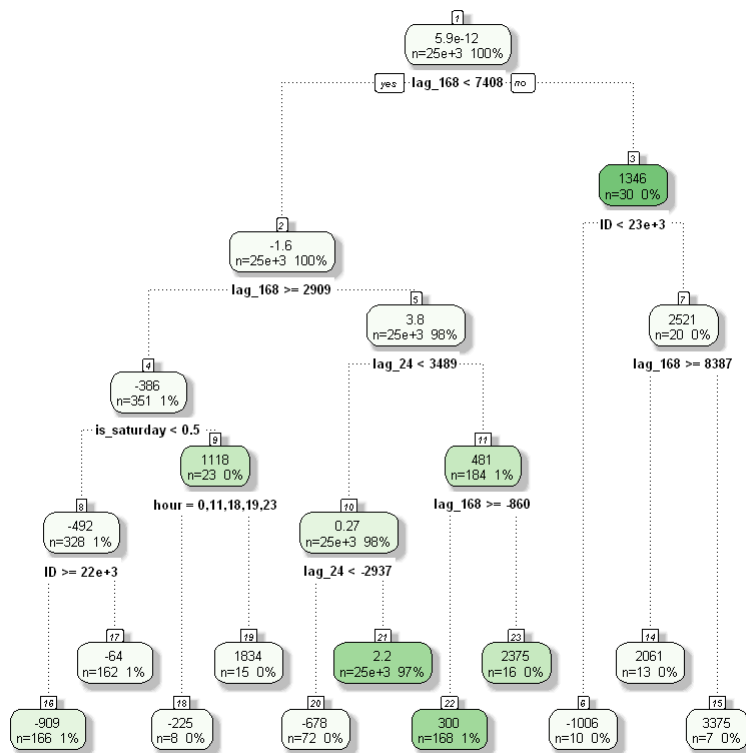 1
5.9e-12
n=25e+3 100%
yes lag_168 < 7408 no
3
1346
n=30 0%
ID < 23e+3
2
-1.6
n=25e+3 100%
lag_168 >= 2909
5
3.8
n=25e+3 98%
lag_24 < 3489
7
2521
n=20 0%
lag_168 >= 8387
4
-386
n=351 1%
is_saturday < 0.5
9
1118
n=23 0%
hour = 0,11,18,19,23
11
481
n=184 1%
lag_168 >= -860
8
-492
n=328 1%
ID >= 22e+3
10
0.27
n=25e+3 98%
lag_24 < -2937
17
-64
n=162 1%
19
1834
n=15 0%
21
2.2
n=25e+3 97%
23
2375
n=16 0%
14
2061
n=13 0%
16
-909
n=166 1%
18
-225
n=8 0%
20
-678
n=72 0%
22
300
n=168 1%
6
-1006
n=10 0%
15
3375
n=7 0%